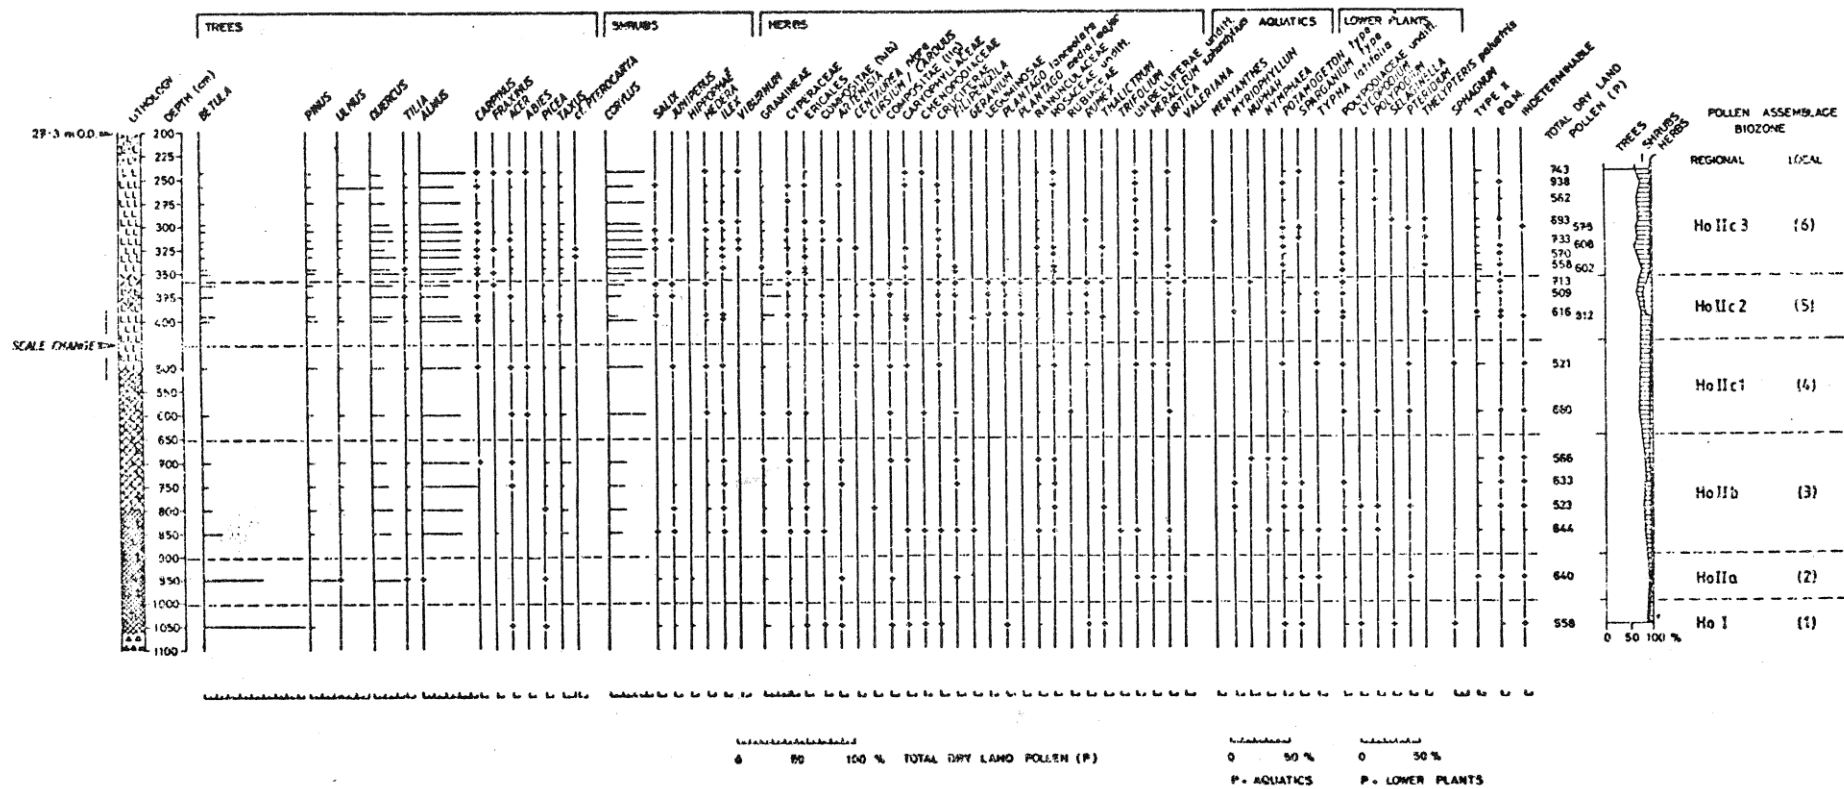 TREES
SHRUBS
HERBS
AQUATICS
LOWER PLANTS
LITHOLOGY
DEPTH (cm)
BETULA
PINUS
ULMUS
QUERCUS
TILIA
ALNUS
CARPINUS
FRAXINUS
ACER
ABIES
PICEA
TAXUS
cf. PTEROCARYA
CORYLUS
SALIX
JUNIPERUS
HIPPOPHAË
HEDERA
ILEX
VIBURNUM
GRAMINEAE
CYPERACEAE
ERICALES
COMPOSITAE (tub)
ARTEMISIA
CENTAUREA nigra
CIRSIUM / CARDUUS
COMPOSITAE (lig)
CARYOPHYLLACEAE
CHENOPODIACEAE
CRUCIFERAE
FILIPENDULA
GERANIUM
LEGUMINOSAE
PLANTAGO lanceolata
PLANTAGO media/major
RANUNCULACEAE
ROSACEAE undiff.
RUBIACEAE
RUMEX
THALICTRUM
TRIFOLIUM
UMBELLIFERAE undiff.
HERACLEUM sphondylium
URTICA
VALERIANA
MENYANTHES
MYRIOPHYLLUM
NUPHAR
NYMPHAEA
POTAMOGETON type
SPARGANIUM type
TYPHA latifolia
POLYPODIACEAE undiff.
LYCOPODIUM
POLYPODIUM
SELAGINELLA
PTERIDIUM
THELYPTERIS palustris
SPHAGNUM
TYPE X
P.Q.M.
INDETERMINABLE
TOTAL DRY LAND
POLLEN (P)
TREES
SHRUBS
HERBS
POLLEN ASSEMBLAGE
BIOZONE
REGIONAL LOCAL
27·3 m O.D.
200
225
250
275
300
325
350
375
400
SCALE CHANGE
500
550
600
650
700
750
800
850
900
950
1000
1050
1100
743
938
562
693
575
733
608
570
558
602
713
509
616
312
521
680
566
633
523
644
640
558
Ho IIc 3 (6)
Ho IIc 2 (5)
Ho IIc1 (4)
Ho IIb (3)
Ho IIa (2)
Ho I (1)
0 50 100 %
0 50 100 % TOTAL DRY LAND POLLEN (P)
0 50 %
P + AQUATICS
0 50 %
P + LOWER PLANTS